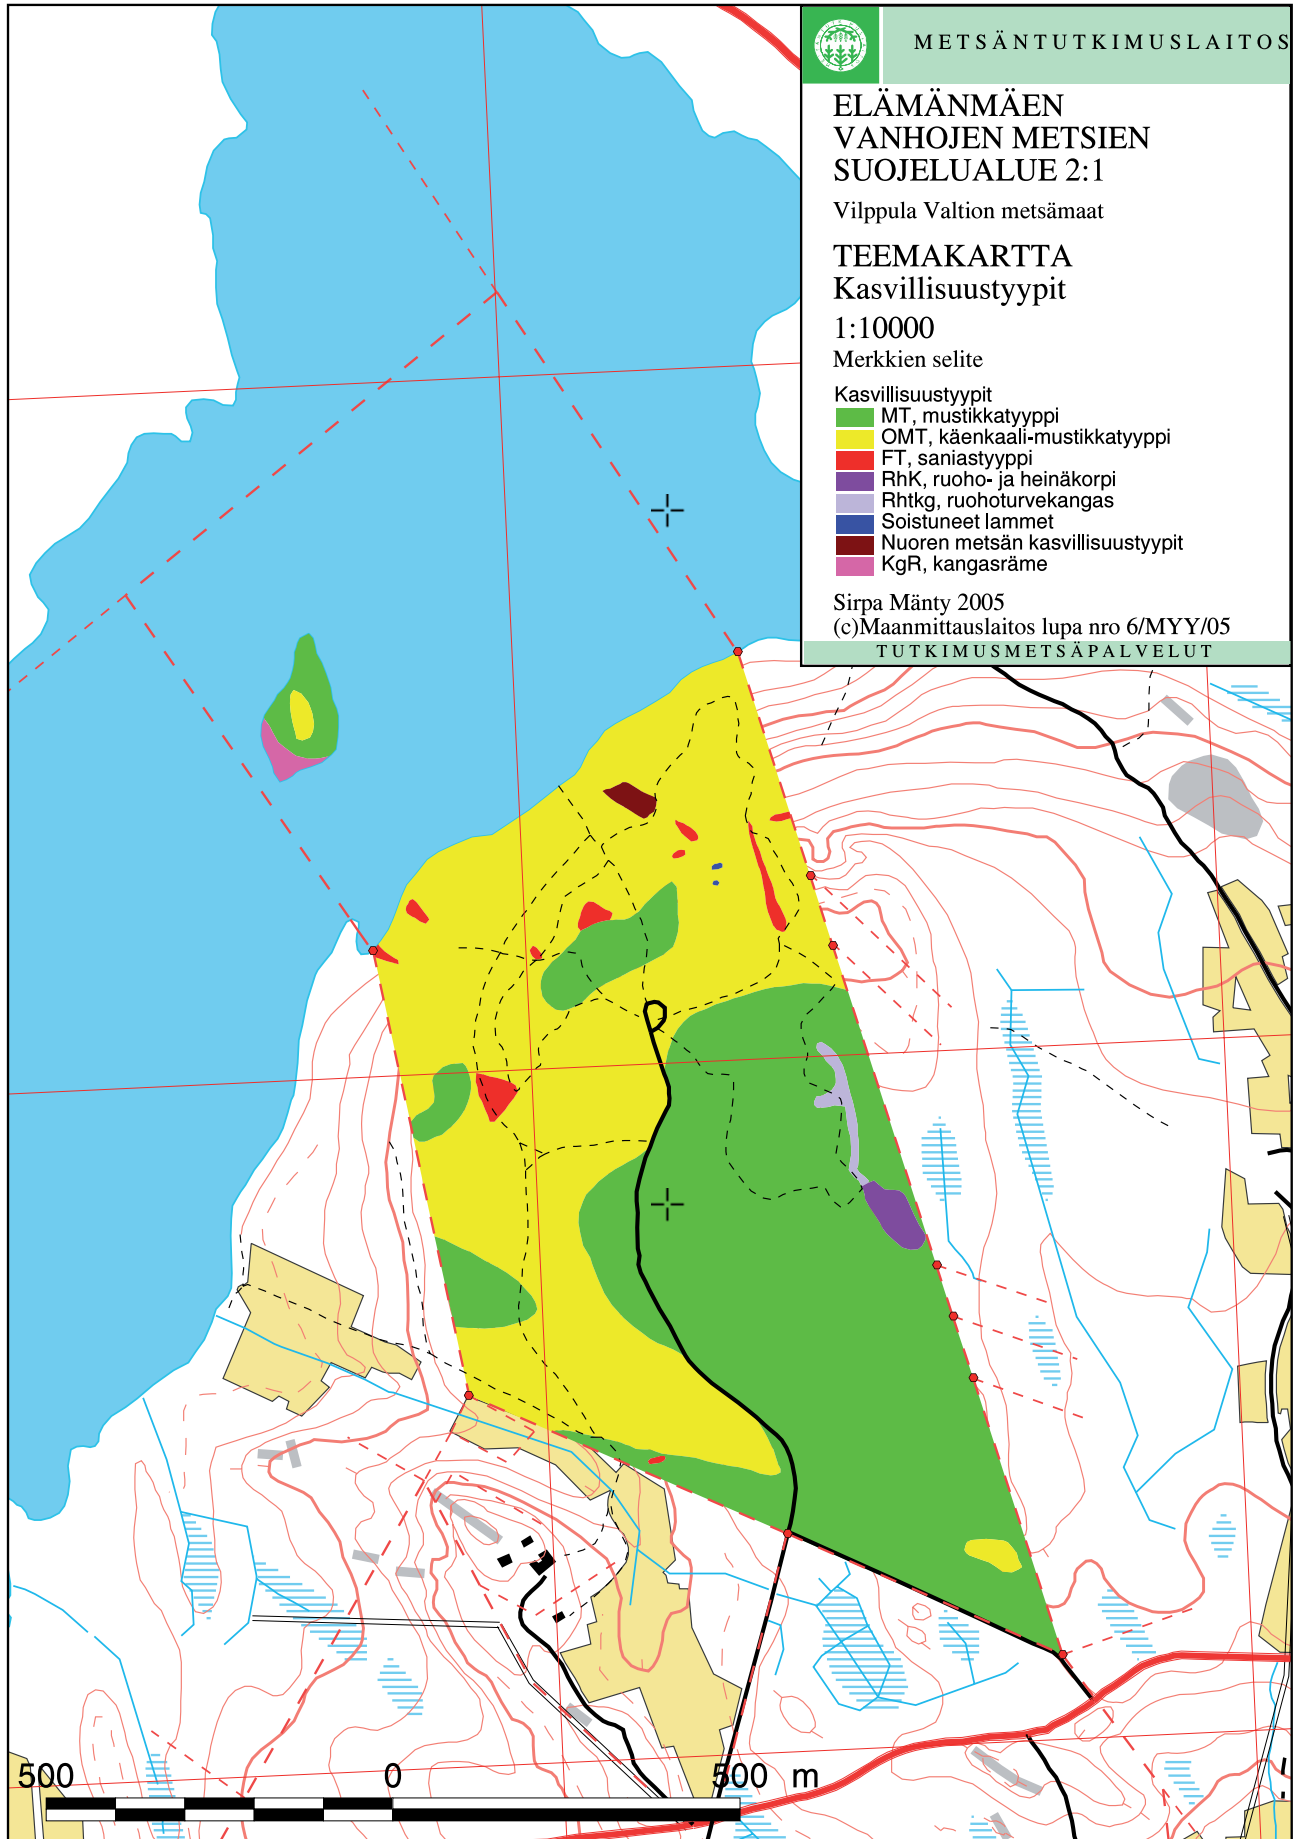 METSÄNTUTKIMUSLAITOS
ELÄMÄNMÄEN
VANHOJEN METSIEN
SUOJELUALUE 2:1
Vilppula Valtion metsämaat
TEEMAKARTTA
Kasvillisuustyypit
1:10000
Merkkien selite
Kasvillisuustyypit
MT, mustikkatyyppi
OMT, käenkaali-mustikkatyyppi
FT, saniastyyppi
RhK, ruoho- ja heinäkorpi
Rhtkg, ruohoturvekangas
Soistuneet lammet
Nuoren metsän kasvillisuustyypit
KgR, kangasräme
Sirpa Mänty 2005
(c)Maanmittauslaitos lupa nro 6/MYY/05
TUTKIMUSMETSÄPALVELUT
500 0 500 m